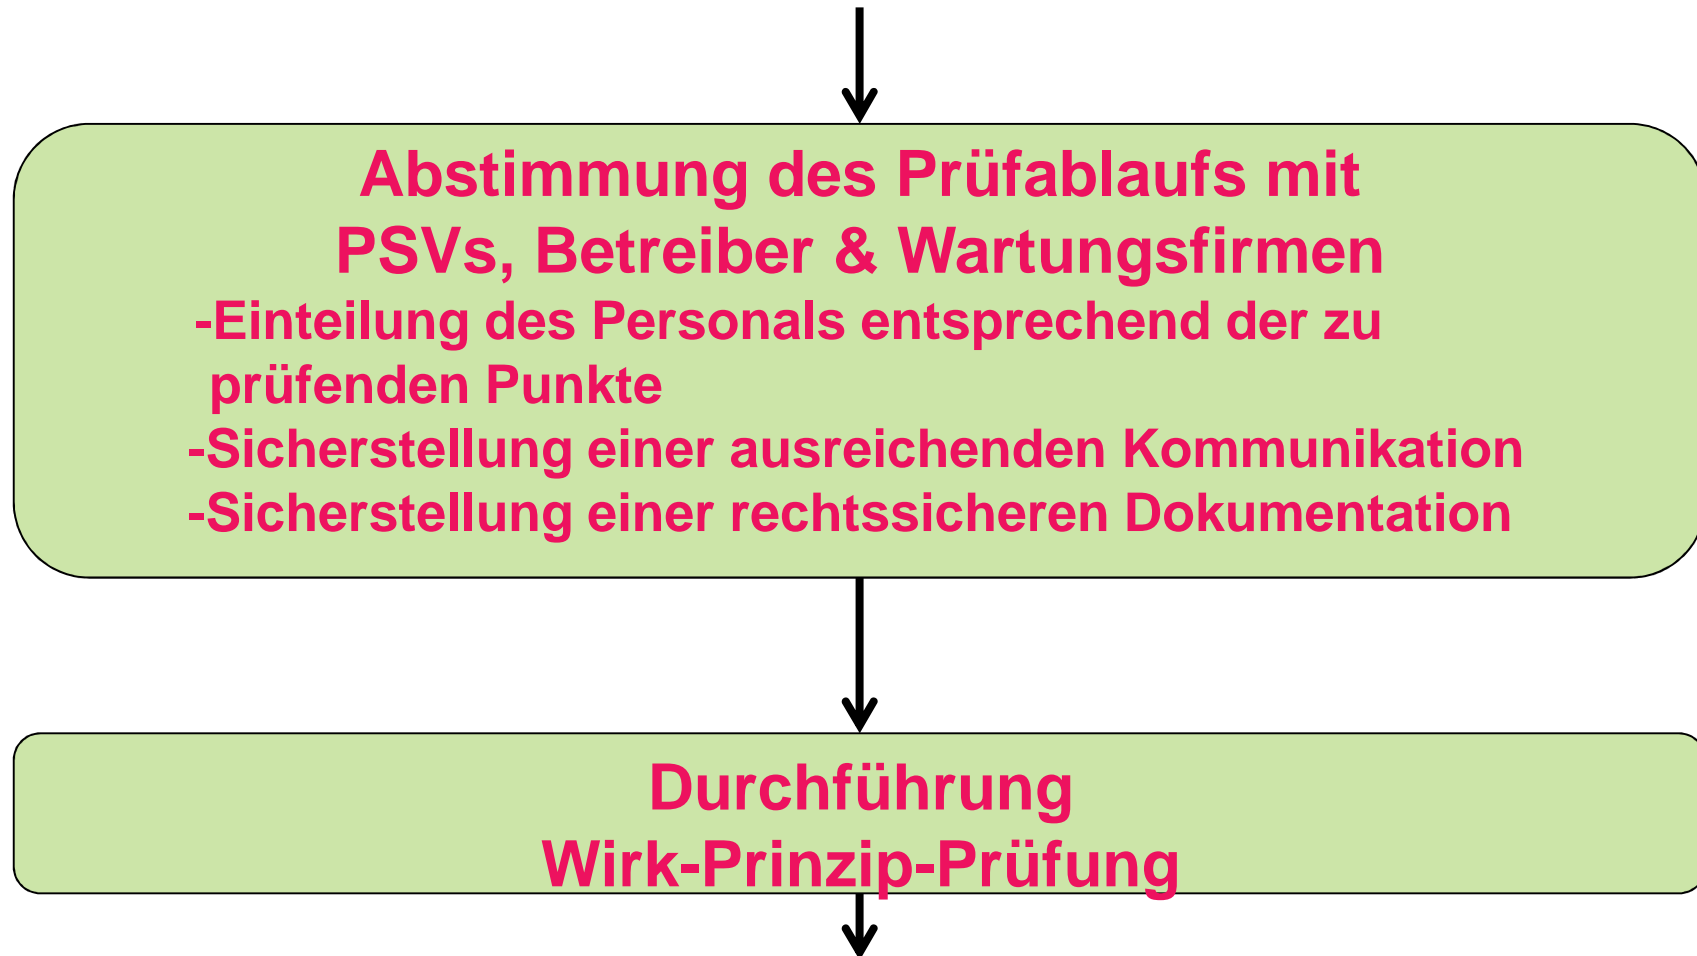 Abstimmung des Prüfablaufs mit
PSVs, Betreiber & Wartungsfirmen
-Einteilung des Personals entsprechend der zu
prüfenden Punkte
-Sicherstellung einer ausreichenden Kommunikation
-Sicherstellung einer rechtssicheren Dokumentation
Durchführung
Wirk-Prinzip-Prüfung